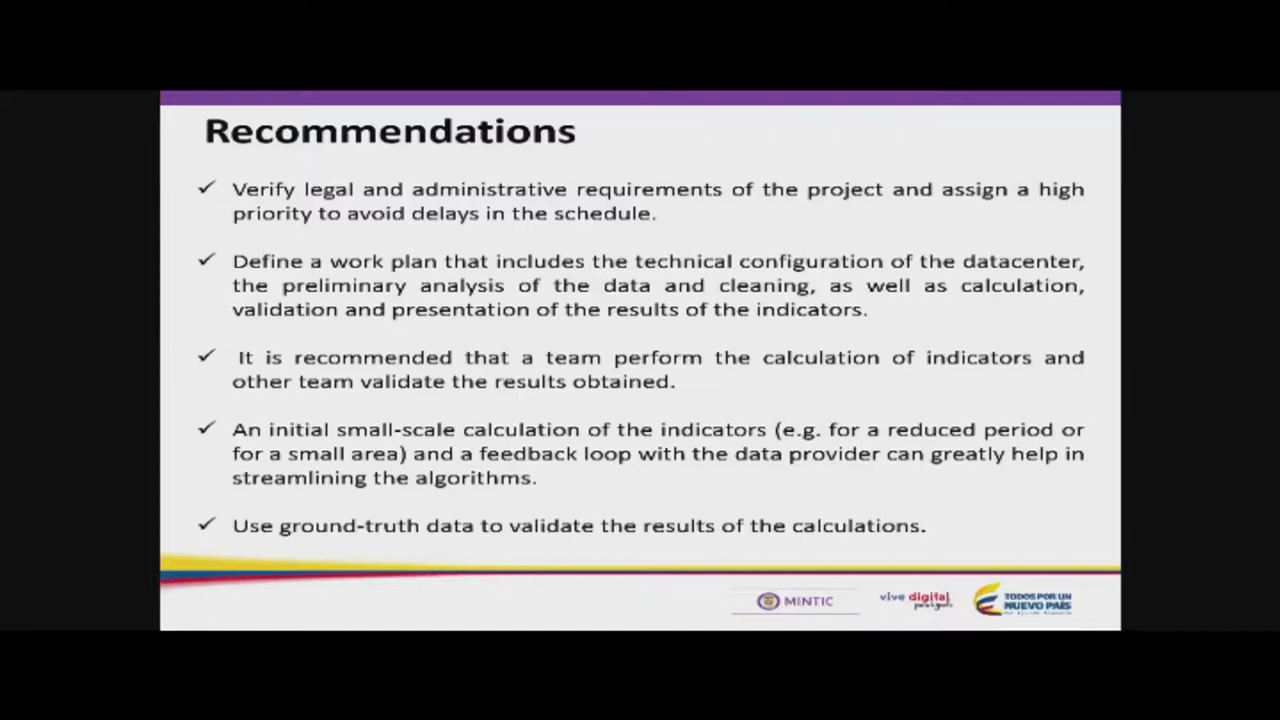 Recommendations
✓ Verify legal and administrative requirements of the project and assign a high
priority to avoid delays in the schedule.
✓ Define a work plan that includes the technical configuration of the datacenter,
the preliminary analysis of the data and cleaning, as well as calculation,
validation and presentation of the results of the indicators.
✓ It is recommended that a team perform the calculation of indicators and
other team validate the results obtained.
✓ An initial small-scale calculation of the indicators (e.g. for a reduced period or
for a small area) and a feedback loop with the data provider can greatly help in
streamlining the algorithms.
✓ Use ground-truth data to validate the results of the calculations.
MINTIC
vive digital
TODOS POR UN
NUEVO PAÍS